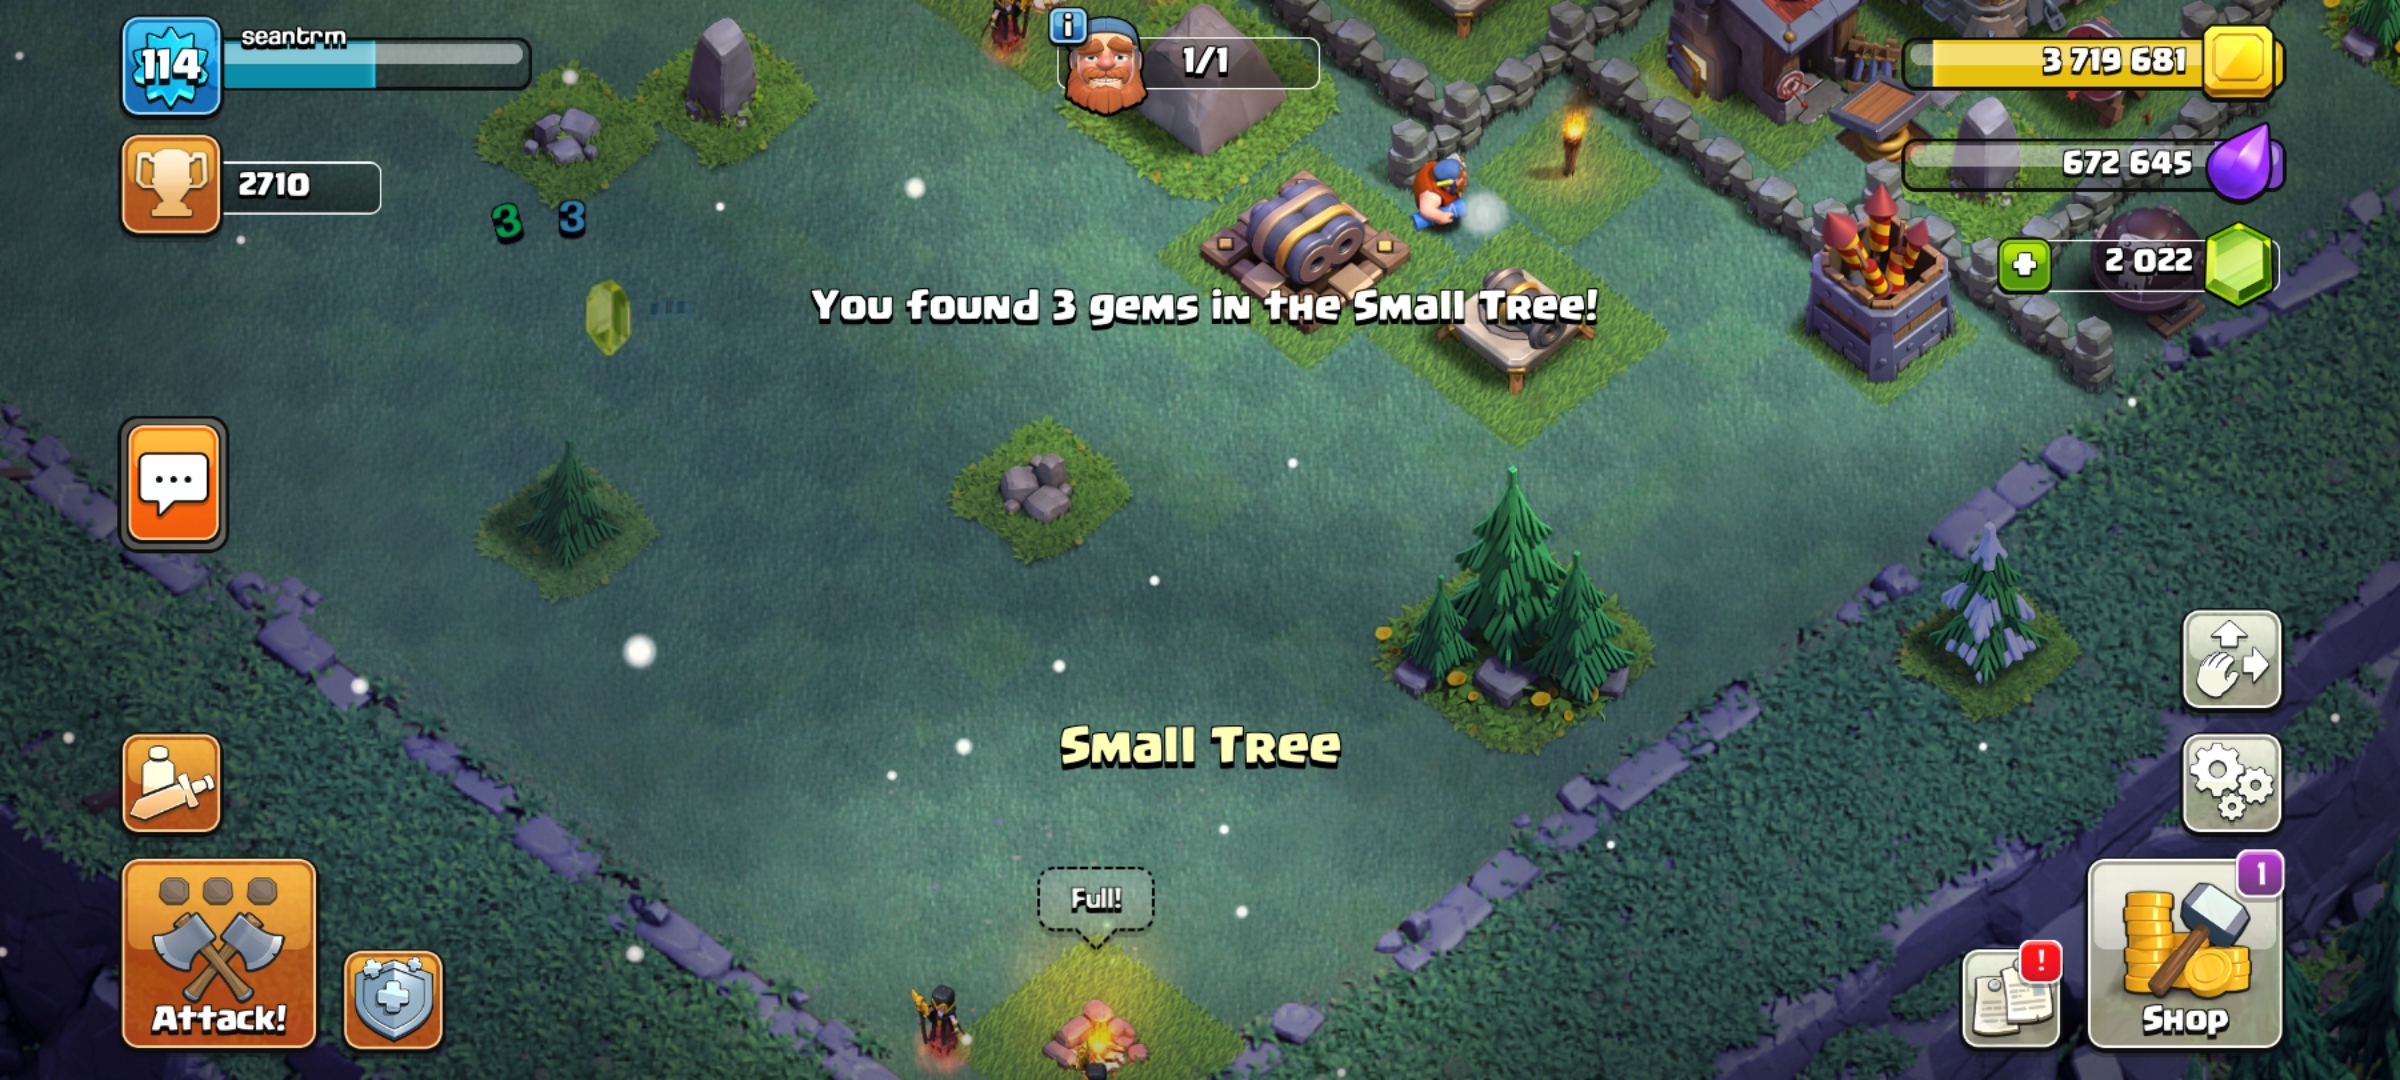 114
seantrm
i
1/1
3 719 681
2710
672 645
3 3
2 022
You found 3 gems in the Small Tree!
Small Tree
Full!
1
!
Attack!
Shop